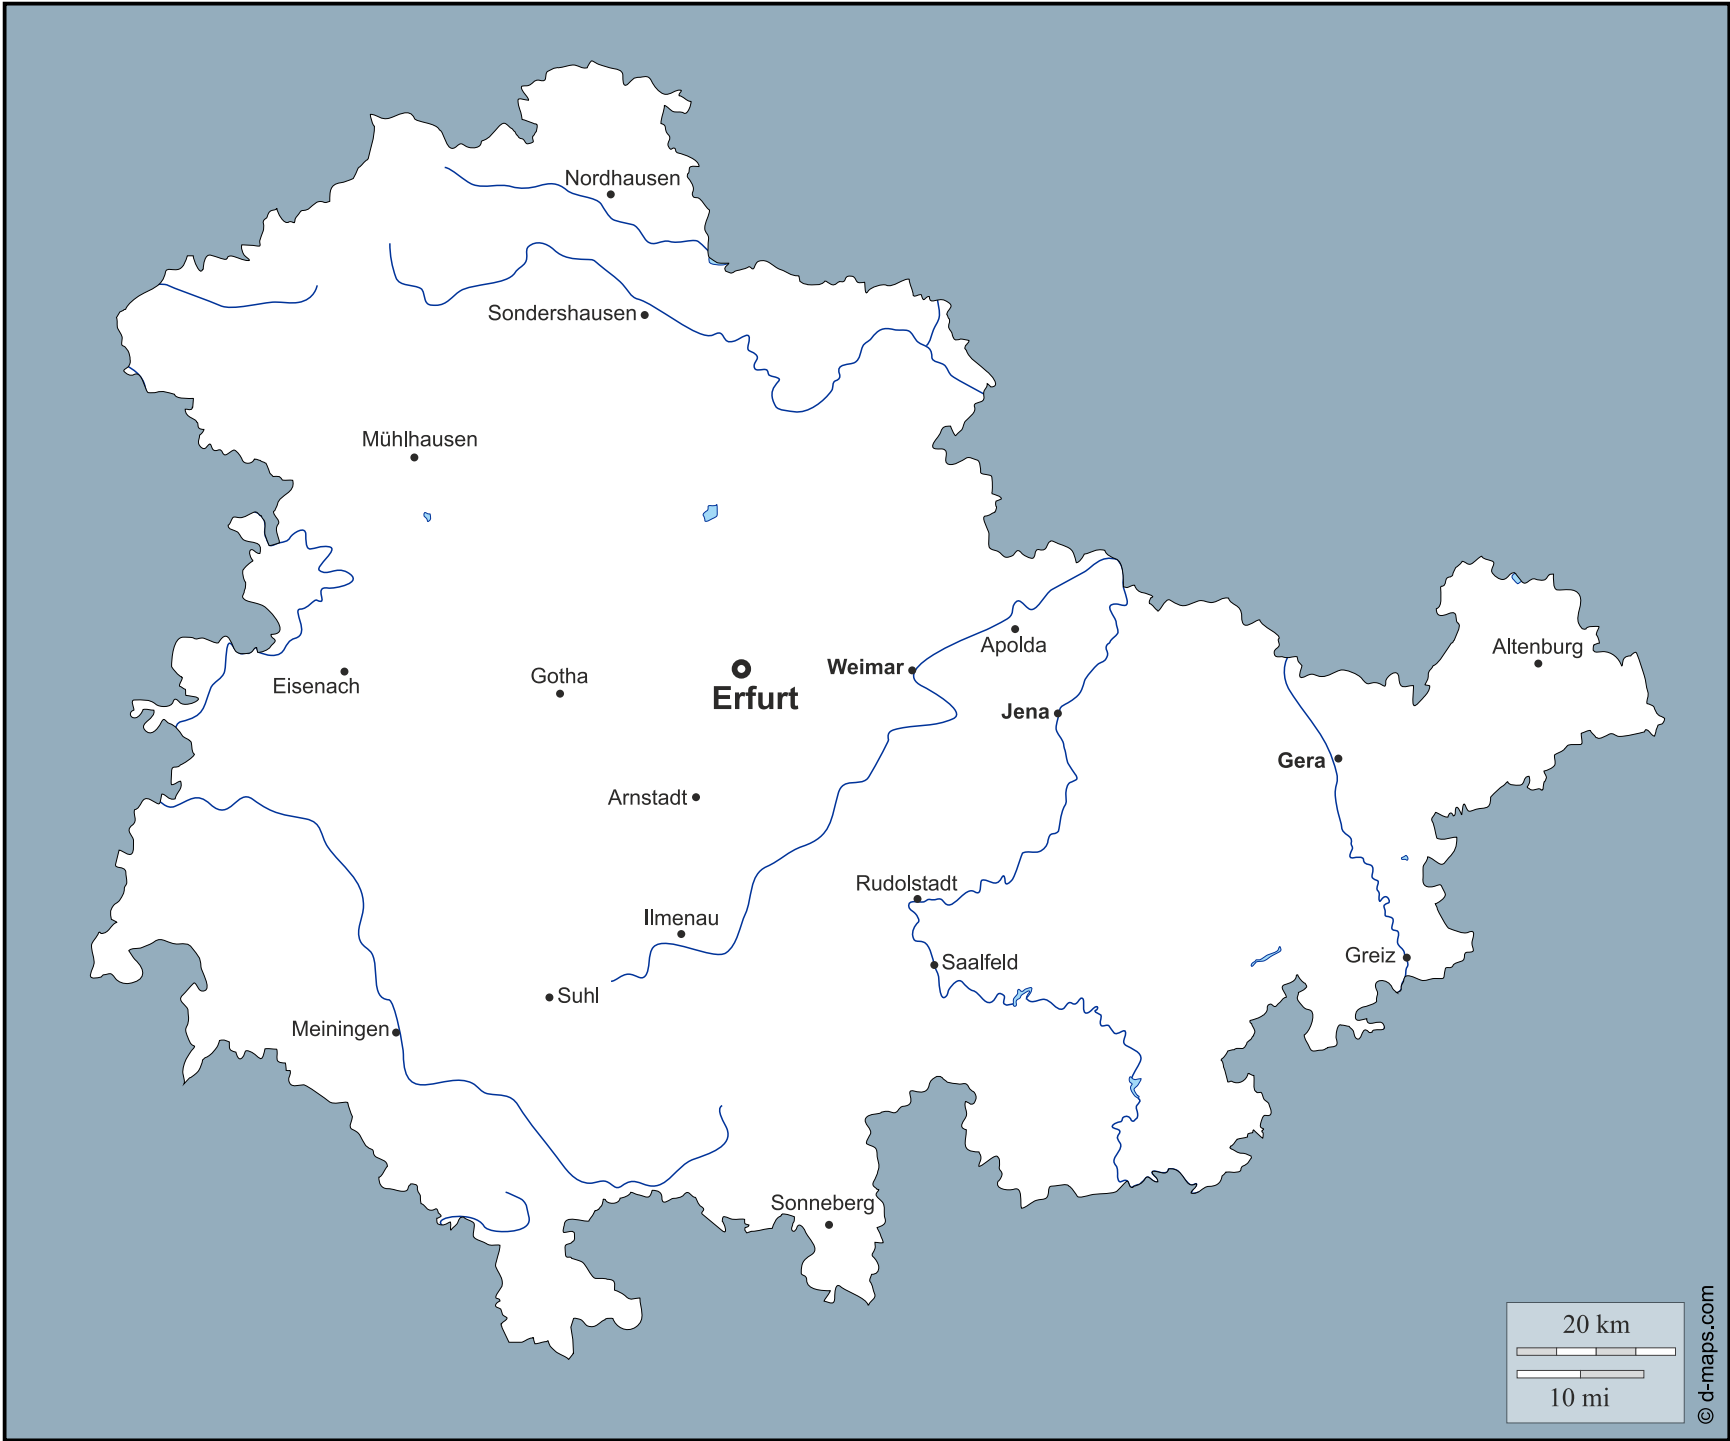 Nordhausen
Sondershausen
Mühlhausen
Apolda
Altenburg
Weimar
Eisenach
Gotha
Erfurt
Jena
Gera
Arnstadt
Rudolstadt
Ilmenau
Greiz
Saalfeld
Suhl
Meiningen
Sonneberg
20 km
10 mi
© d-maps.com